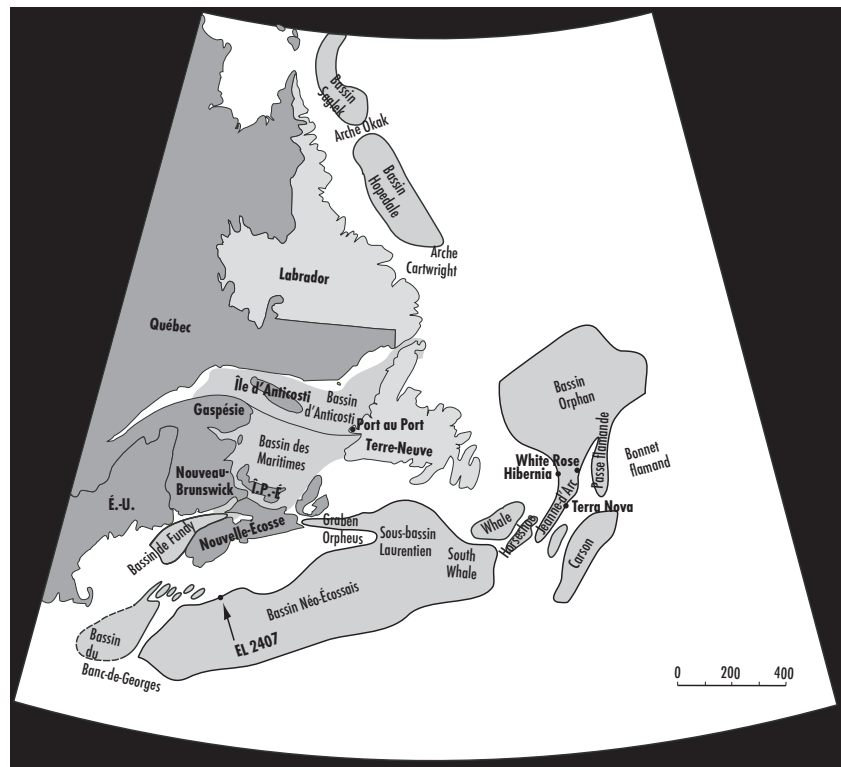 Bassin
Saglek
Arche Okak
Bassin
Hopedale
Arche
Cartwright
Labrador
Québec
Île d'Anticosti
Bassin
d'Anticosti
Gaspésie
Port au Port
Terre-Neuve
Bassin des
Maritimes
Nouveau-
Brunswick
Î.P.-É
É.-U.
Nouvelle-Écosse
Bassin de Fundy
Graben
Orpheus
Sous-bassin
Laurentien
South
Whale
Bassin Néo-Écossais
EL 2407
Bassin
du
Banc-de-Georges
Bassin
Orphan
Passe Flamande
Bonnet
flamand
White Rose
Hibernia
Jeanne-d'Arc
Terra Nova
Whale
Horseshoe
Carson
0 200 400